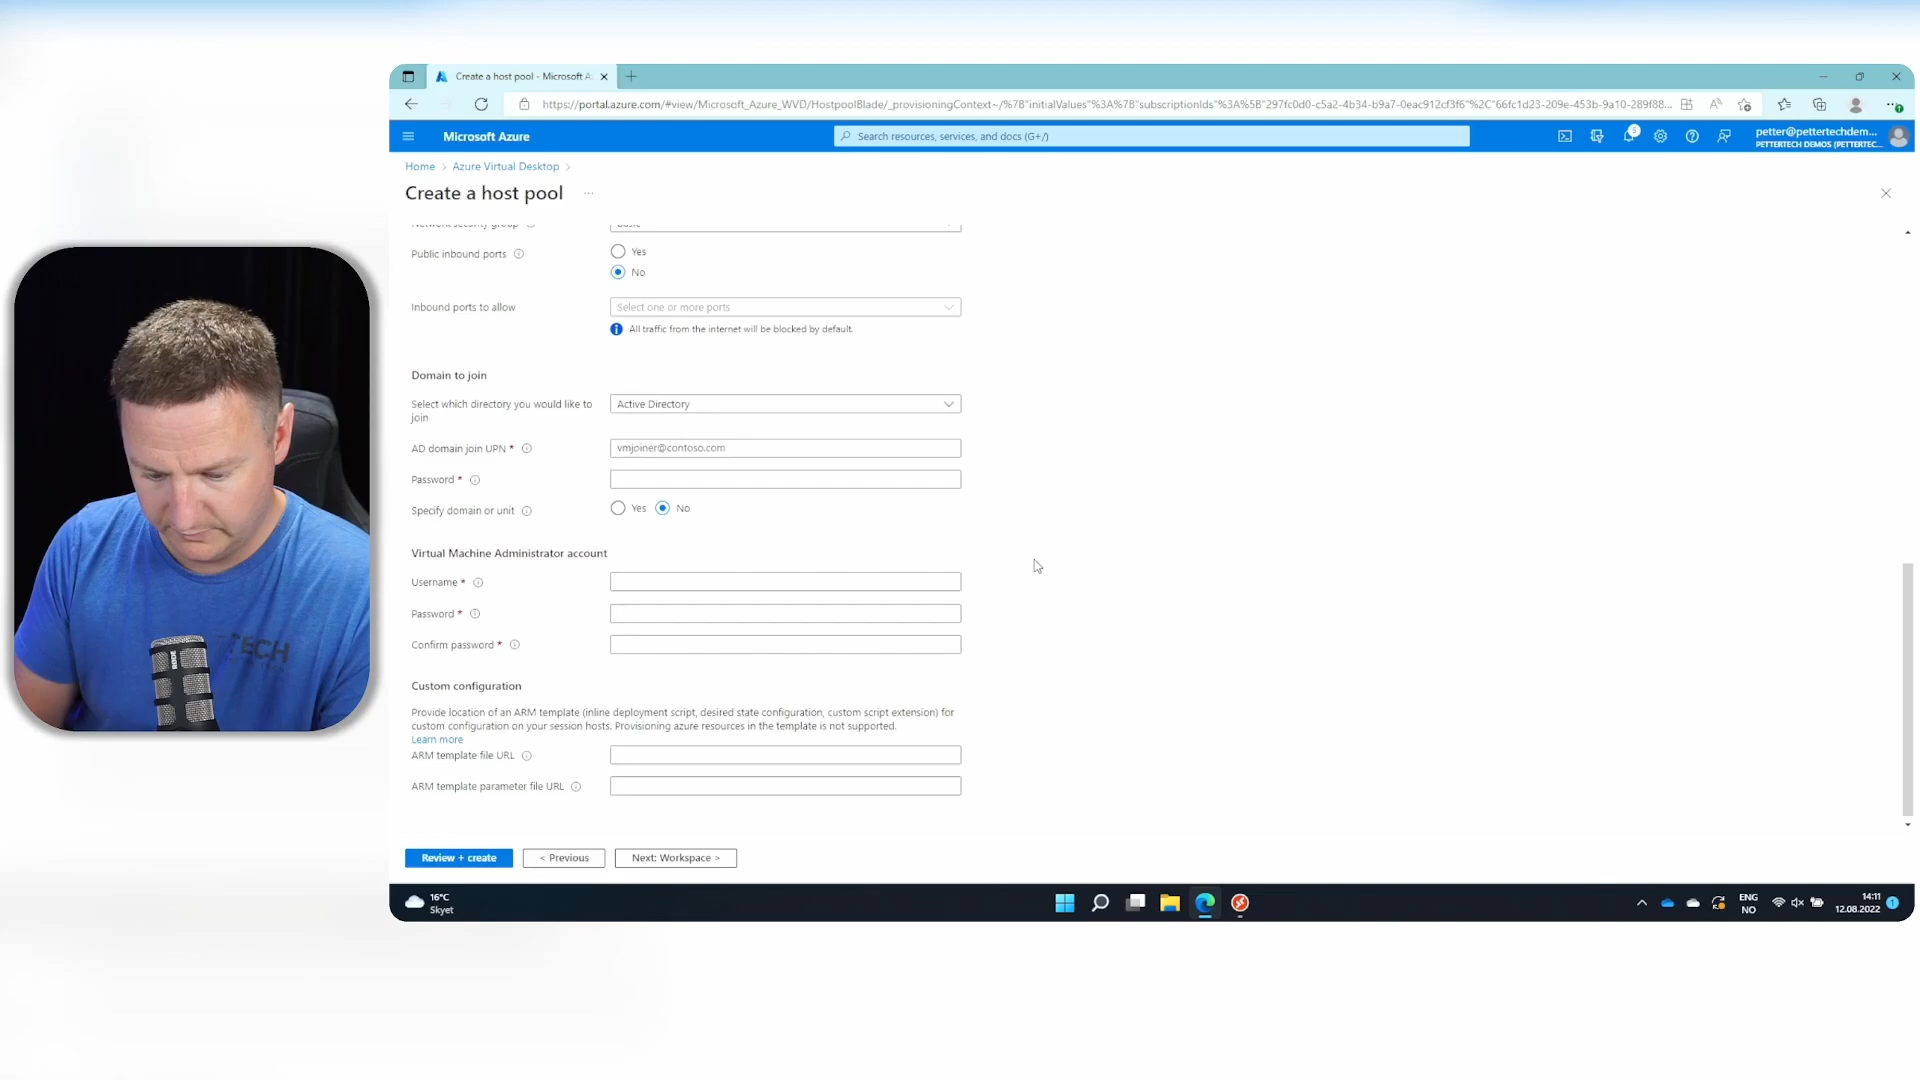 Create a host pool - Microsoft A
https://portal.azure.com/#view/Microsoft_Azure_WVD/HostpoolBlade/_provisioningContext~/%7B"initialValues"%3A%7B"subscriptionIds"%3A%5B"297fc0d0-c5a2-4b34-b9a7-0eac912cf3f6"%2C"66fc1d23-209e-453b-9a10-289f88...
Microsoft Azure
Search resources, services, and docs (G+/)
5
petter@pettertechdem...
PETTERTECH DEMOS (PETTERTEC...
Home > Azure Virtual Desktop >
Create a host pool ...
Network security group
Basic
Public inbound ports
Yes
No
Inbound ports to allow
Select one or more ports
All traffic from the internet will be blocked by default.
Domain to join
Select which directory you would like to
join
Active Directory
AD domain join UPN *
vmjoiner@contoso.com
Password *
Specify domain or unit
Yes No
Virtual Machine Administrator account
Username *
Password *
Confirm password *
Custom configuration
Provide location of an ARM template (inline deployment script, desired state configuration, custom script extension) for
custom configuration on your session hosts. Provisioning azure resources in the template is not supported.
Learn more
ARM template file URL
ARM template parameter file URL
Review + create
< Previous
Next: Workspace >
16°C
Skyet
ENG
NO
14:11
12.08.2022
1
TECH
RODE